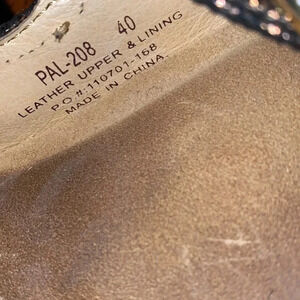 PAL-208 40
LEATHER UPPER & LINING
P.O#:110701-168
MADE IN CHINA